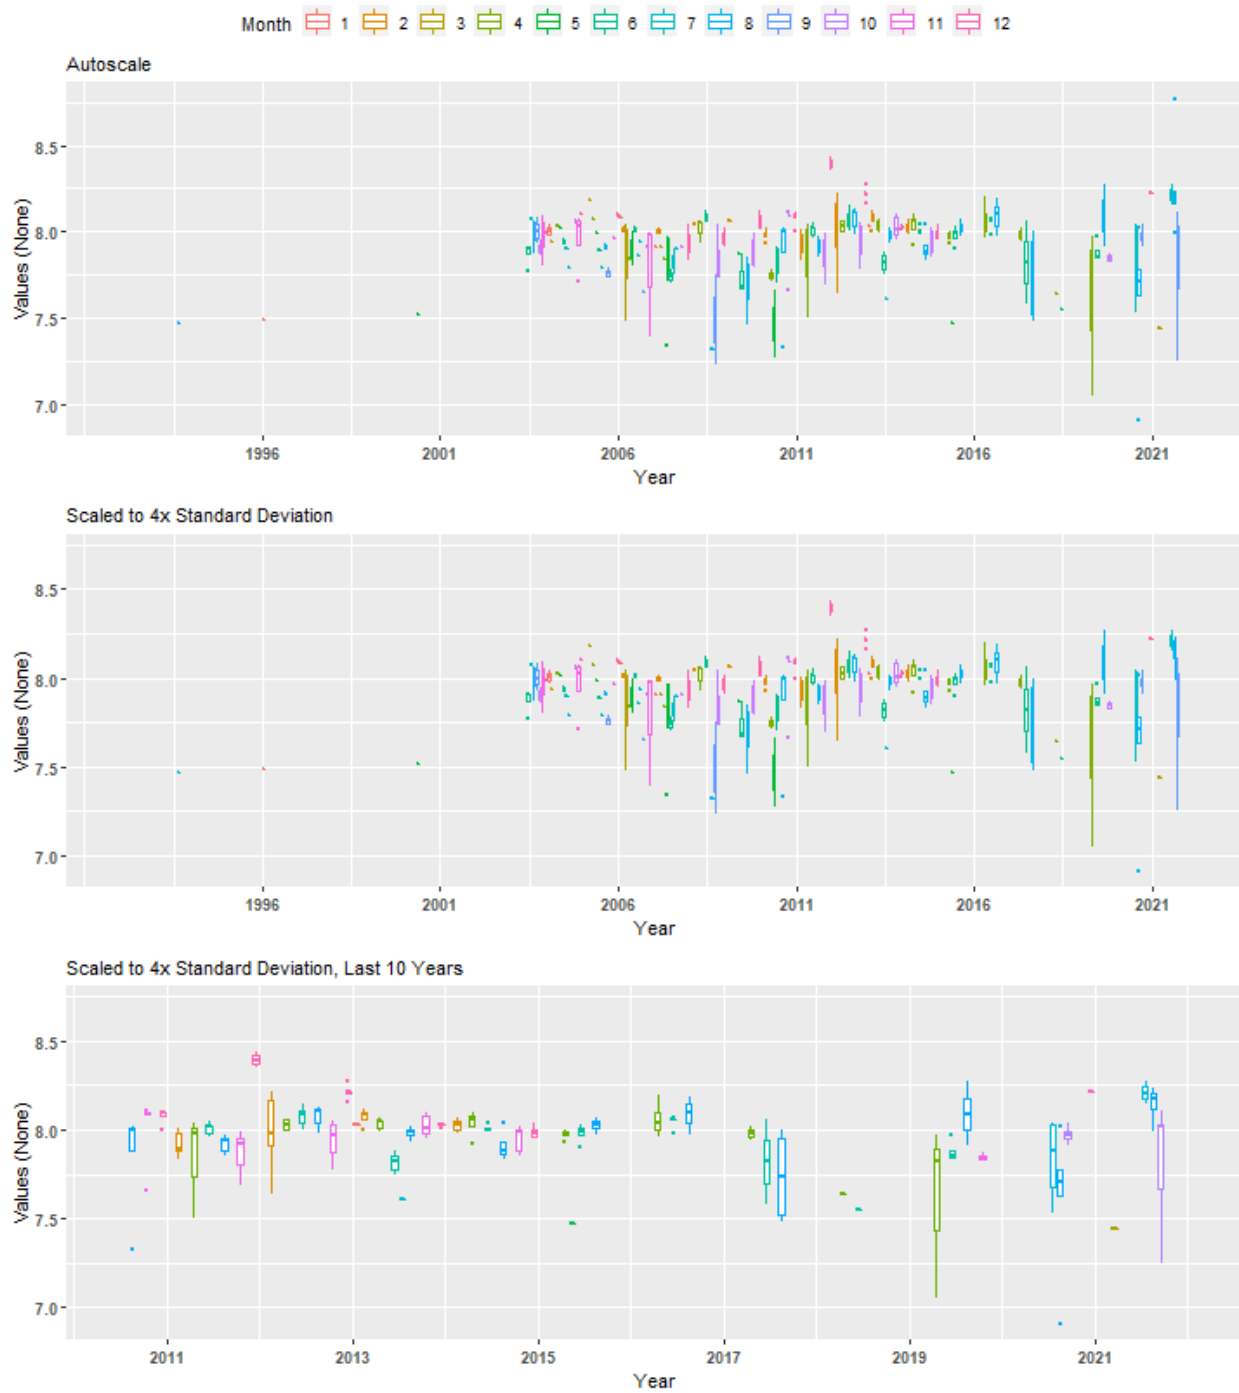 Month 1 2 3 4 5 6 7 8 9 10 11 12
Autoscale
8.5
8.0
7.5
7.0
Values (None)
1996 2001 2006 2011 2016 2021
Year
Scaled to 4x Standard Deviation
8.5
8.0
7.5
7.0
Values (None)
1996 2001 2006 2011 2016 2021
Year
Scaled to 4x Standard Deviation, Last 10 Years
8.5
8.0
7.5
7.0
Values (None)
2011 2013 2015 2017 2019 2021
Year